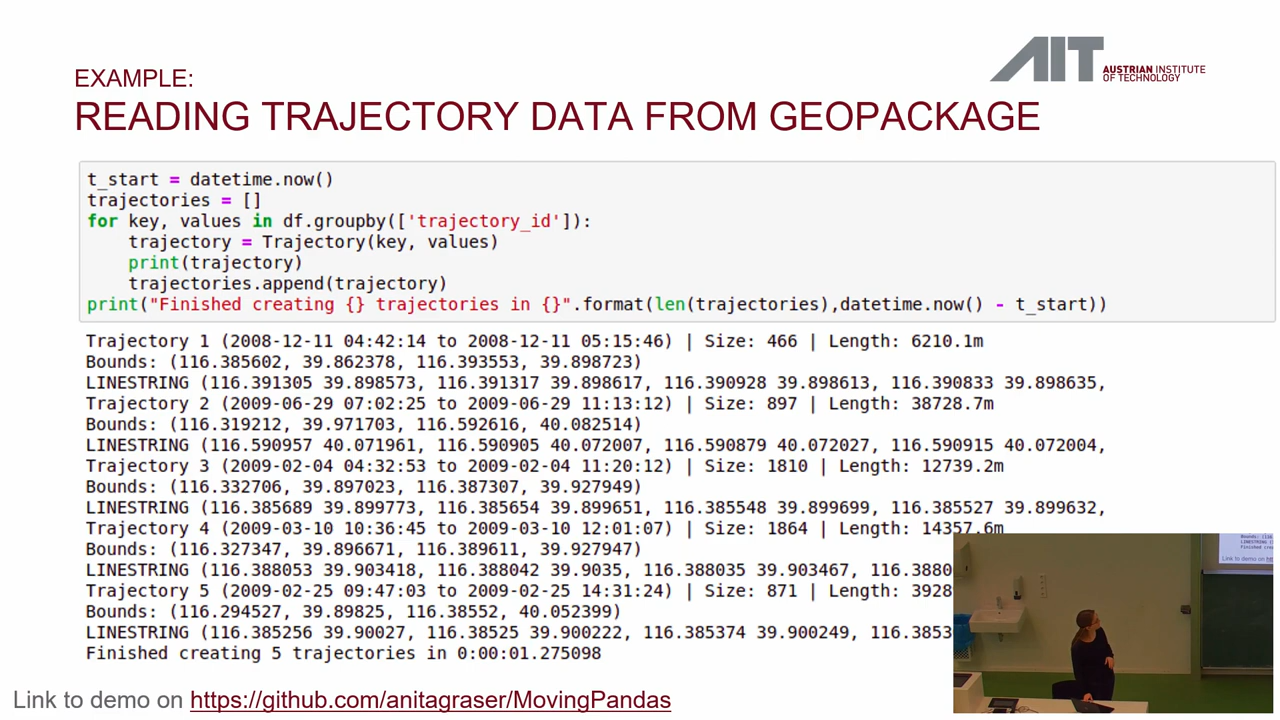 AIT
AUSTRIAN INSTITUTE
OF TECHNOLOGY
EXAMPLE:
READING TRAJECTORY DATA FROM GEOPACKAGE
t_start = datetime.now()
trajectories = []
for key, values in df.groupby(['trajectory_id']):
    trajectory = Trajectory(key, values)
    print(trajectory)
    trajectories.append(trajectory)
print("Finished creating {} trajectories in {}".format(len(trajectories),datetime.now() - t_start))
Trajectory 1 (2008-12-11 04:42:14 to 2008-12-11 05:15:46) | Size: 466 | Length: 6210.1m
Bounds: (116.385602, 39.862378, 116.393553, 39.898723)
LINESTRING (116.391305 39.898573, 116.391317 39.898617, 116.390928 39.898613, 116.390833 39.898635,
Trajectory 2 (2009-06-29 07:02:25 to 2009-06-29 11:13:12) | Size: 897 | Length: 38728.7m
Bounds: (116.319212, 39.971703, 116.592616, 40.082514)
LINESTRING (116.590957 40.071961, 116.590905 40.072007, 116.590879 40.072027, 116.590915 40.072004,
Trajectory 3 (2009-02-04 04:32:53 to 2009-02-04 11:20:12) | Size: 1810 | Length: 12739.2m
Bounds: (116.332706, 39.897023, 116.387307, 39.927949)
LINESTRING (116.385689 39.899773, 116.385654 39.899651, 116.385548 39.899699, 116.385527 39.899632,
Trajectory 4 (2009-03-10 10:36:45 to 2009-03-10 12:01:07) | Size: 1864 | Length: 14357.6m
Bounds: (116.327347, 39.896671, 116.389611, 39.927947)
LINESTRING (116.388053 39.903418, 116.388042 39.9035, 116.388035 39.903467, 116.3880
Trajectory 5 (2009-02-25 09:47:03 to 2009-02-25 14:31:24) | Size: 871 | Length: 3928
Bounds: (116.294527, 39.89825, 116.38552, 40.052399)
LINESTRING (116.385256 39.90027, 116.38525 39.900222, 116.385374 39.900249, 116.3853
Finished creating 5 trajectories in 0:00:01.275098
Link to demo on https://github.com/anitagraser/MovingPandas